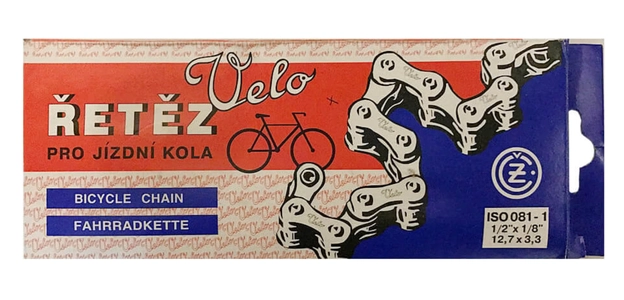 Velo
ŘETĚZ
PRO JÍZDNÍ KOLA
BICYCLE CHAIN
FAHRRADKETTE
ČZ
ISO 081-1
1/2"x 1/8"
12,7 x 3,3